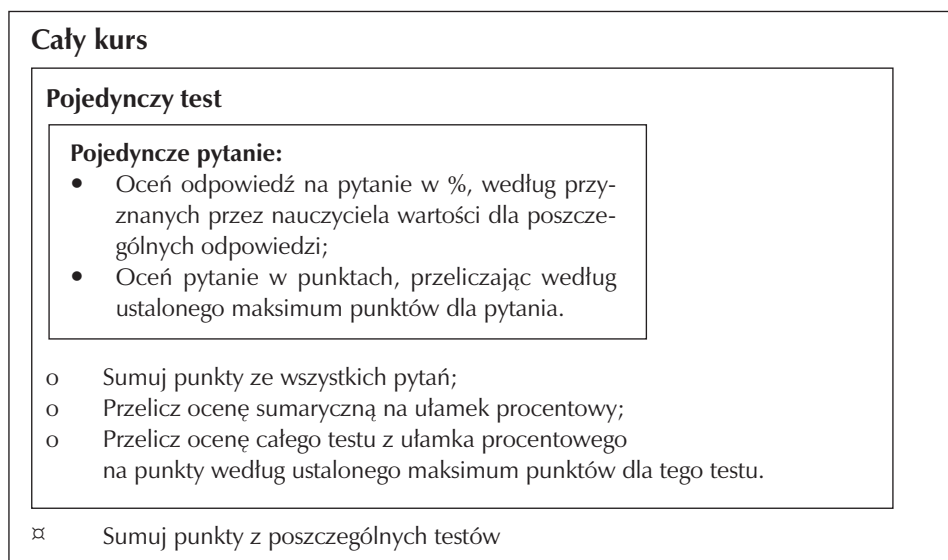 Cały kurs
Pojedynczy test
Pojedyncze pytanie:
• Oceń odpowiedź na pytanie w %, według przy-
znanych przez nauczyciela wartości dla poszcze-
gólnych odpowiedzi;
• Oceń pytanie w punktach, przeliczając według
ustalonego maksimum punktów dla pytania.
o Sumuj punkty ze wszystkich pytań;
o Przelicz ocenę sumaryczną na ułamek procentowy;
o Przelicz ocenę całego testu z ułamka procentowego
na punkty według ustalonego maksimum punktów dla tego testu.
¤ Sumuj punkty z poszczególnych testów